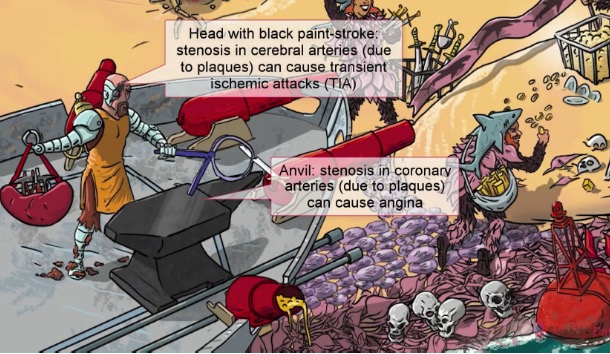 Head with black paint-stroke:
stenosis in cerebral arteries (due
to plaques) can cause transient
ischemic attacks (TIA)
Anvil: stenosis in coronary
arteries (due to plaques)
can cause angina